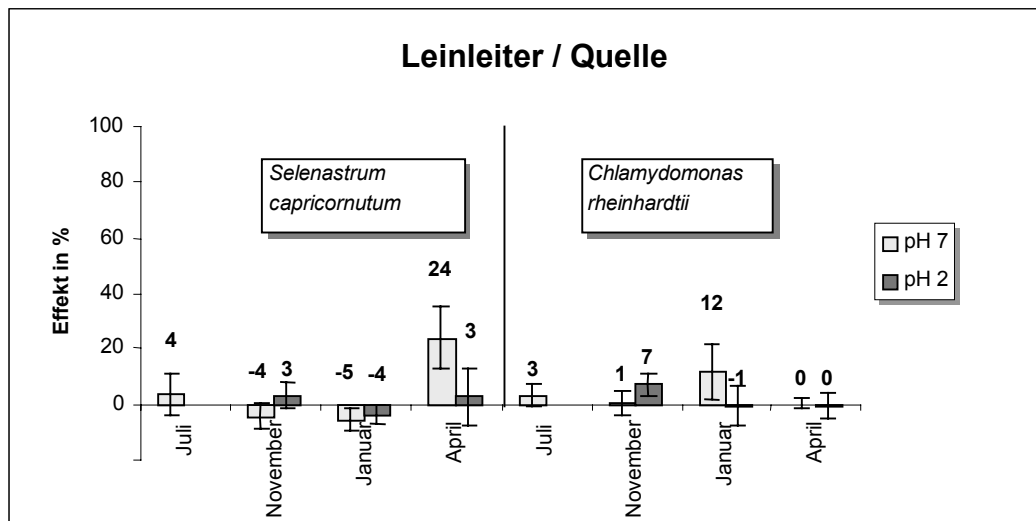 Leinleiter / Quelle
Effekt in %
100
80
60
40
20
0
Selenastrum
capricornutum
Chlamydomonas
rheinhardtii
4
-4
3
-5
-4
24
3
3
1
7
12
-1
0
0
Juli
November
Januar
April
Juli
November
Januar
April
pH 7
pH 2